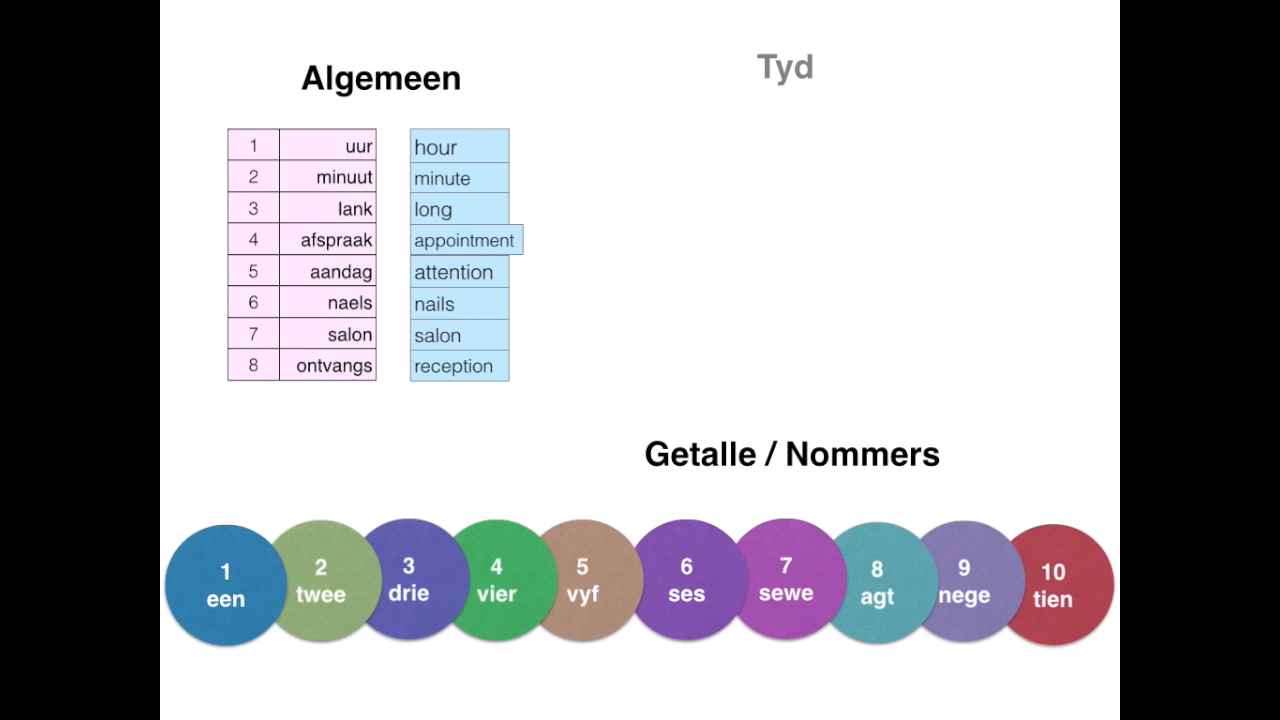 Algemeen
Tyd
1 uur hour
2 minuut minute
3 lank long
4 afspraak appointment
5 aandag attention
6 naels nails
7 salon salon
8 ontvangs reception
Getalle / Nommers
1 2 3 4 5 6 7 8 9 10
een twee drie vier vyf ses sewe agt nege tien